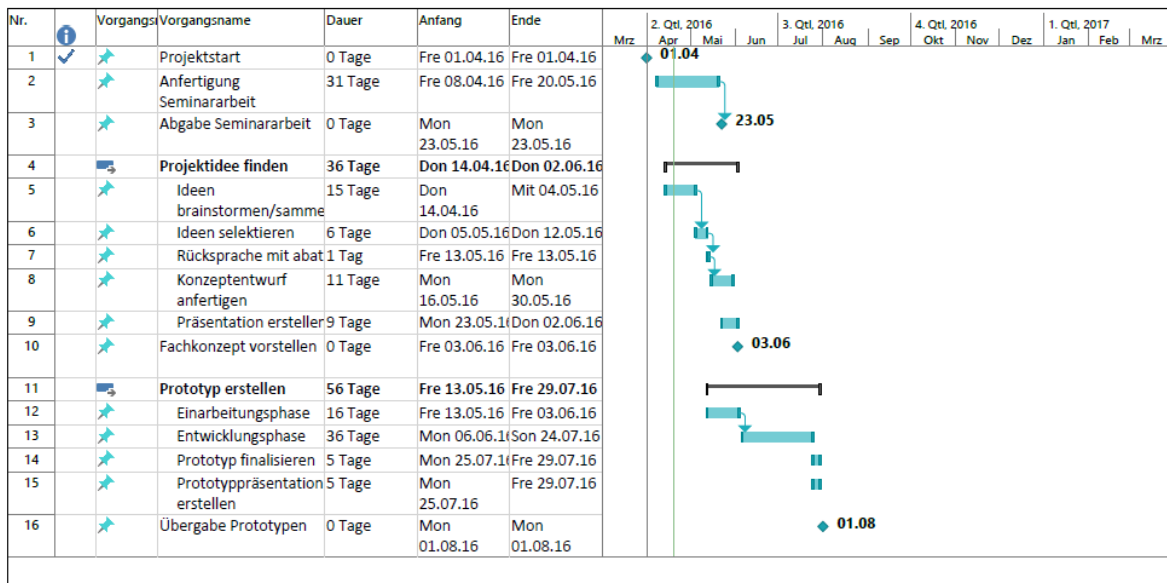 Nr. Vorgangsr Vorgangsname Dauer Anfang Ende
2. Qtl, 2016 3. Qtl, 2016 4. Qtl, 2016 1. Qtl, 2017
Mrz Apr Mai Jun Jul Aug Sep Okt Nov Dez Jan Feb Mrz
1 Projektstart 0 Tage Fre 01.04.16 Fre 01.04.16 01.04
2 Anfertigung 31 Tage Fre 08.04.16 Fre 20.05.16
Seminararbeit
3 Abgabe Seminararbeit 0 Tage Mon Mon 23.05
23.05.16 23.05.16
4 Projektidee finden 36 Tage Don 14.04.16 Don 02.06.16
5 Ideen 15 Tage Don Mit 04.05.16
brainstormen/samme 14.04.16
6 Ideen selektieren 6 Tage Don 05.05.16 Don 12.05.16
7 Rücksprache mit abat 1 Tag Fre 13.05.16 Fre 13.05.16
8 Konzeptentwurf 11 Tage Mon Mon
anfertigen 16.05.16 30.05.16
9 Präsentation erstellen 9 Tage Mon 23.05.16 Don 02.06.16
10 Fachkonzept vorstellen 0 Tage Fre 03.06.16 Fre 03.06.16 03.06
11 Prototyp erstellen 56 Tage Fre 13.05.16 Fre 29.07.16
12 Einarbeitungsphase 16 Tage Fre 13.05.16 Fre 03.06.16
13 Entwicklungsphase 36 Tage Mon 06.06.16 Son 24.07.16
14 Prototyp finalisieren 5 Tage Mon 25.07.16 Fre 29.07.16
15 Prototyppräsentation 5 Tage Mon Fre 29.07.16
erstellen 25.07.16
16 Übergabe Prototypen 0 Tage Mon Mon 01.08
01.08.16 01.08.16